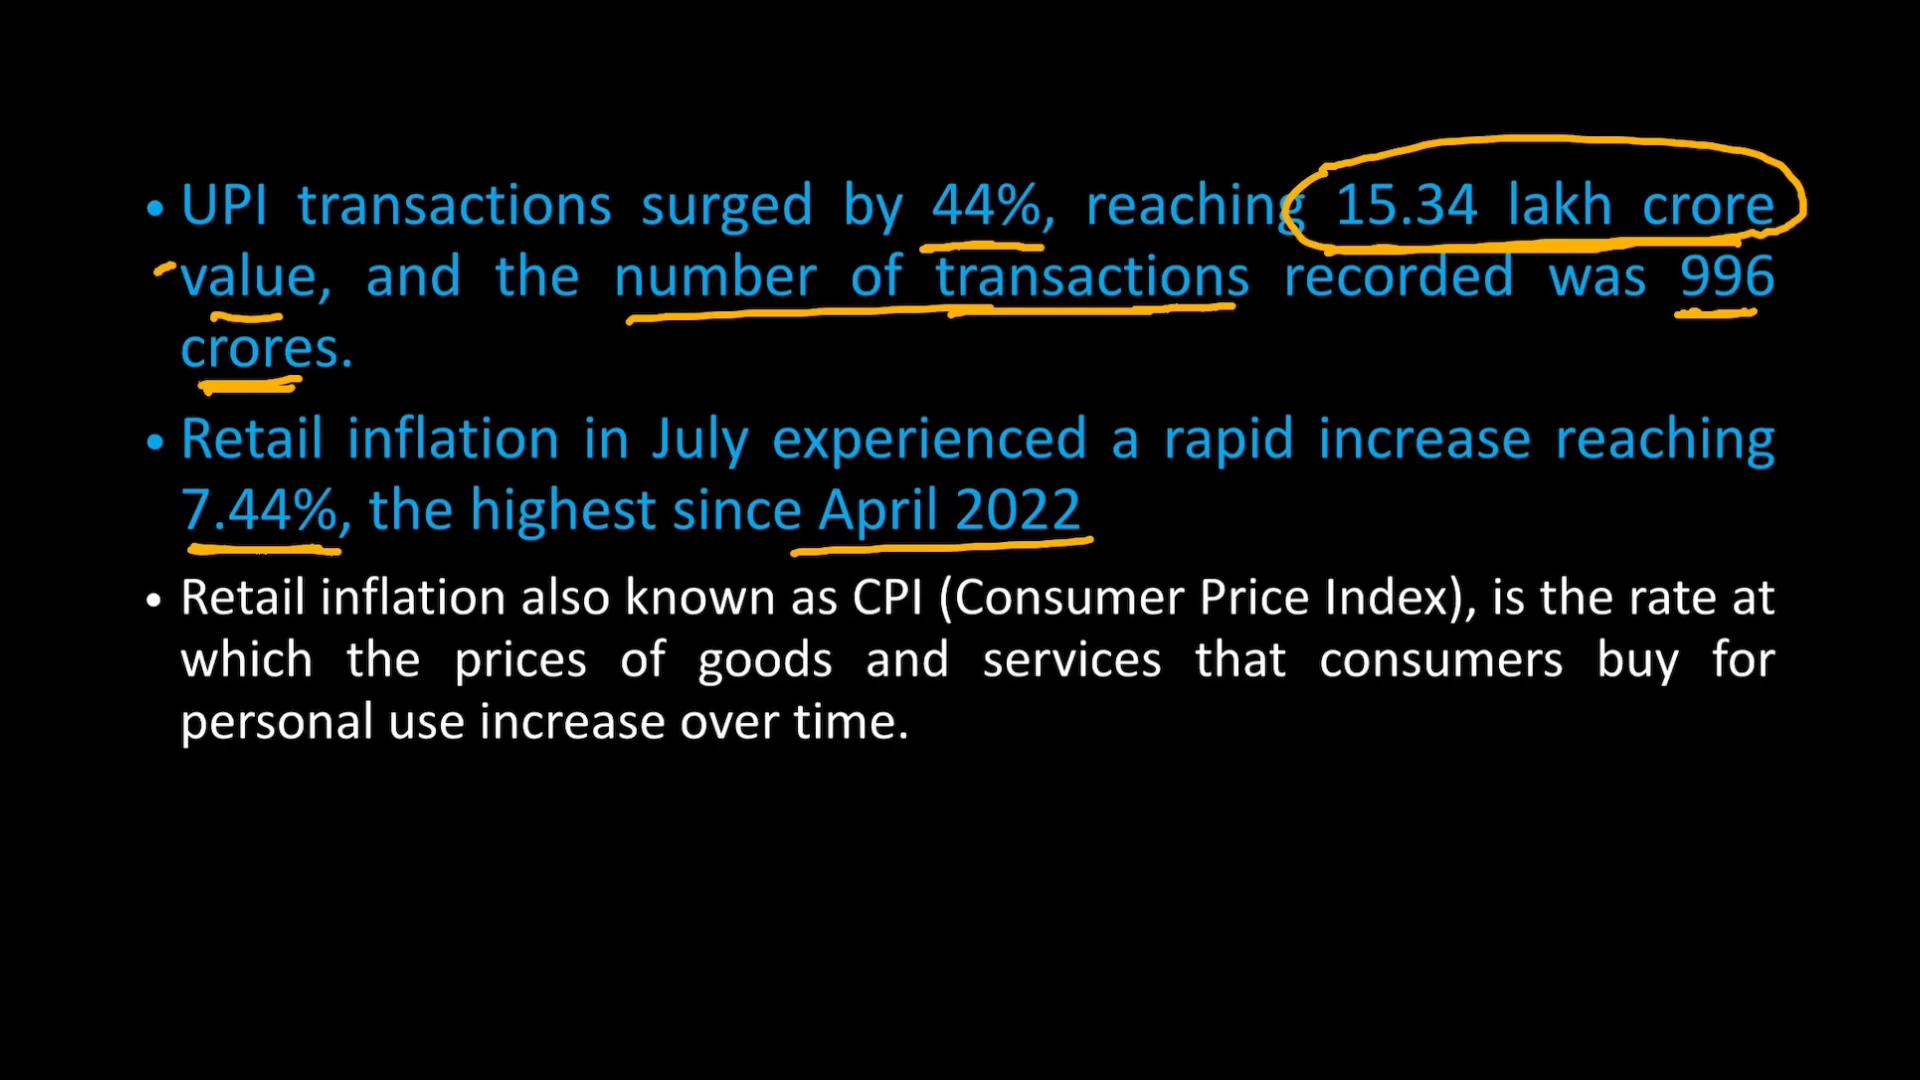 • UPI transactions surged by 44%, reaching 15.34 lakh crore
value, and the number of transactions recorded was 996
crores.
• Retail inflation in July experienced a rapid increase reaching
7.44%, the highest since April 2022
• Retail inflation also known as CPI (Consumer Price Index), is the rate at
which the prices of goods and services that consumers buy for
personal use increase over time.